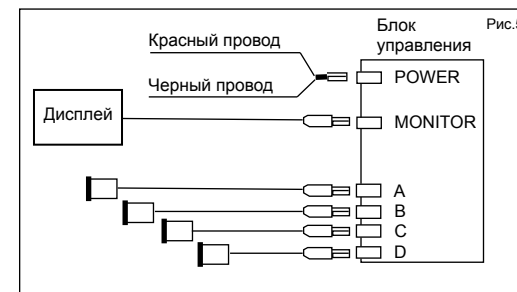 Блок управления
Рис.5
Красный провод
Черный провод
POWER
Дисплей
MONITOR
A
B
C
D